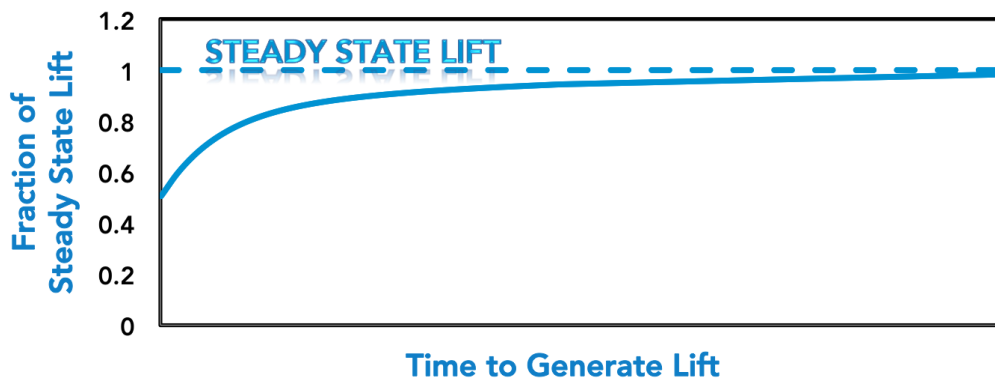 1.2
STEADY STATE LIFT
1
0.8
0.6
0.4
0.2
0
Fraction of
Steady State Lift
Time to Generate Lift